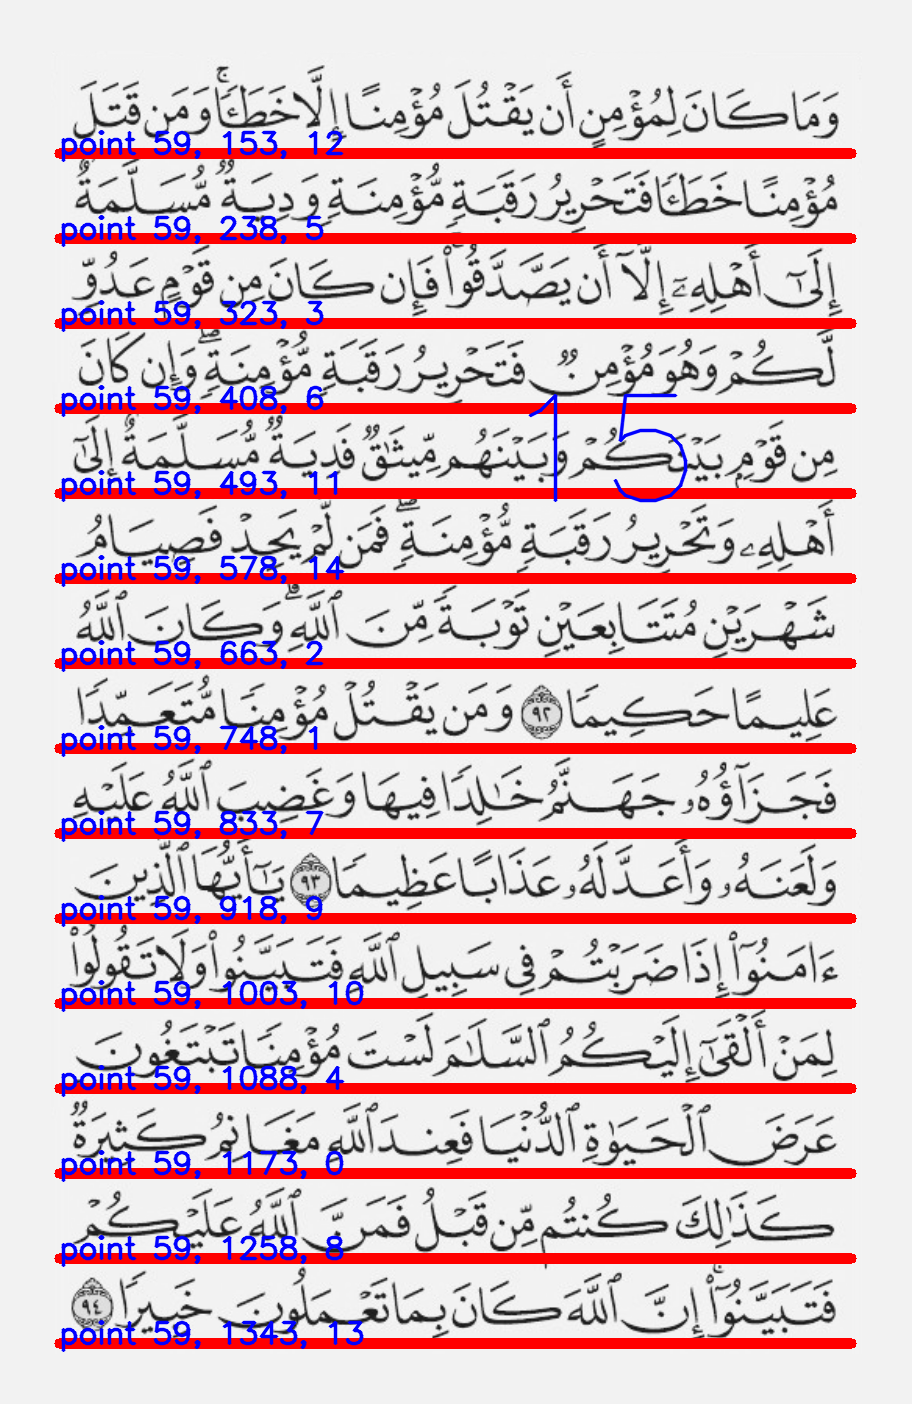 وَمَا كَانَ لِمُؤْمِنٍ أَن يَقْتُلَ مُؤْمِنًا إِلَّا خَطَـًٔا ۚ وَمَن قَتَلَ
point 59, 153, 12
مُؤْمِنًا خَطَـًٔا فَتَحْرِيرُ رَقَبَةٍ مُّؤْمِنَةٍ وَدِيَةٌ مُّسَلَّمَةٌ
point 59, 238, 5
إِلَىٰٓ أَهْلِهِۦٓ إِلَّآ أَن يَصَّدَّقُوا۟ ۚ فَإِن كَانَ مِن قَوْمٍ عَدُوٍّ
point 59, 323, 3
لَّكُمْ وَهُوَ مُؤْمِنٌ فَتَحْرِيرُ رَقَبَةٍ مُّؤْمِنَةٍ ۖ وَإِن كَانَ
point 59, 408, 6
15
مِن قَوْمٍۭ بَيْنَكُمْ وَبَيْنَهُم مِّيثَـٰقٌ فَدِيَةٌ مُّسَلَّمَةٌ إِلَىٰٓ
point 59, 493, 11
أَهْلِهِۦ وَتَحْرِيرُ رَقَبَةٍ مُّؤْمِنَةٍ ۖ فَمَن لَّمْ يَجِدْ فَصِيَامُ
point 59, 578, 14
شَهْرَيْنِ مُتَتَابِعَيْنِ تَوْبَةً مِّنَ ٱللَّهِ ۗ وَكَانَ ٱللَّهُ
point 59, 663, 2
عَلِيمًا حَكِيمًا ٩٢ وَمَن يَقْتُلْ مُؤْمِنًا مُّتَعَمِّدًا
point 59, 748, 1
فَجَزَآؤُهُۥ جَهَنَّمُ خَـٰلِدًا فِيهَا وَغَضِبَ ٱللَّهُ عَلَيْهِ
point 59, 833, 7
وَلَعَنَهُۥ وَأَعَدَّ لَهُۥ عَذَابًا عَظِيمًا ٩٣ يَـٰٓأَيُّهَا ٱلَّذِينَ
point 59, 918, 9
ءَامَنُوٓا۟ إِذَا ضَرَبْتُمْ فِى سَبِيلِ ٱللَّهِ فَتَبَيَّنُوا۟ وَلَا تَقُولُوا۟
point 59, 1003, 10
لِمَنْ أَلْقَىٰٓ إِلَيْكُمُ ٱلسَّلَـٰمَ لَسْتَ مُؤْمِنًا تَبْتَغُونَ
point 59, 1088, 4
عَرَضَ ٱلْحَيَوٰةِ ٱلدُّنْيَا فَعِندَ ٱللَّهِ مَغَانِمُ كَثِيرَةٌ
point 59, 1173, 0
كَذَٰلِكَ كُنتُم مِّن قَبْلُ فَمَنَّ ٱللَّهُ عَلَيْكُمْ
point 59, 1258, 8
فَتَبَيَّنُوٓا۟ ۚ إِنَّ ٱللَّهَ كَانَ بِمَا تَعْمَلُونَ خَبِيرًا ٩٤
point 59, 1343, 13